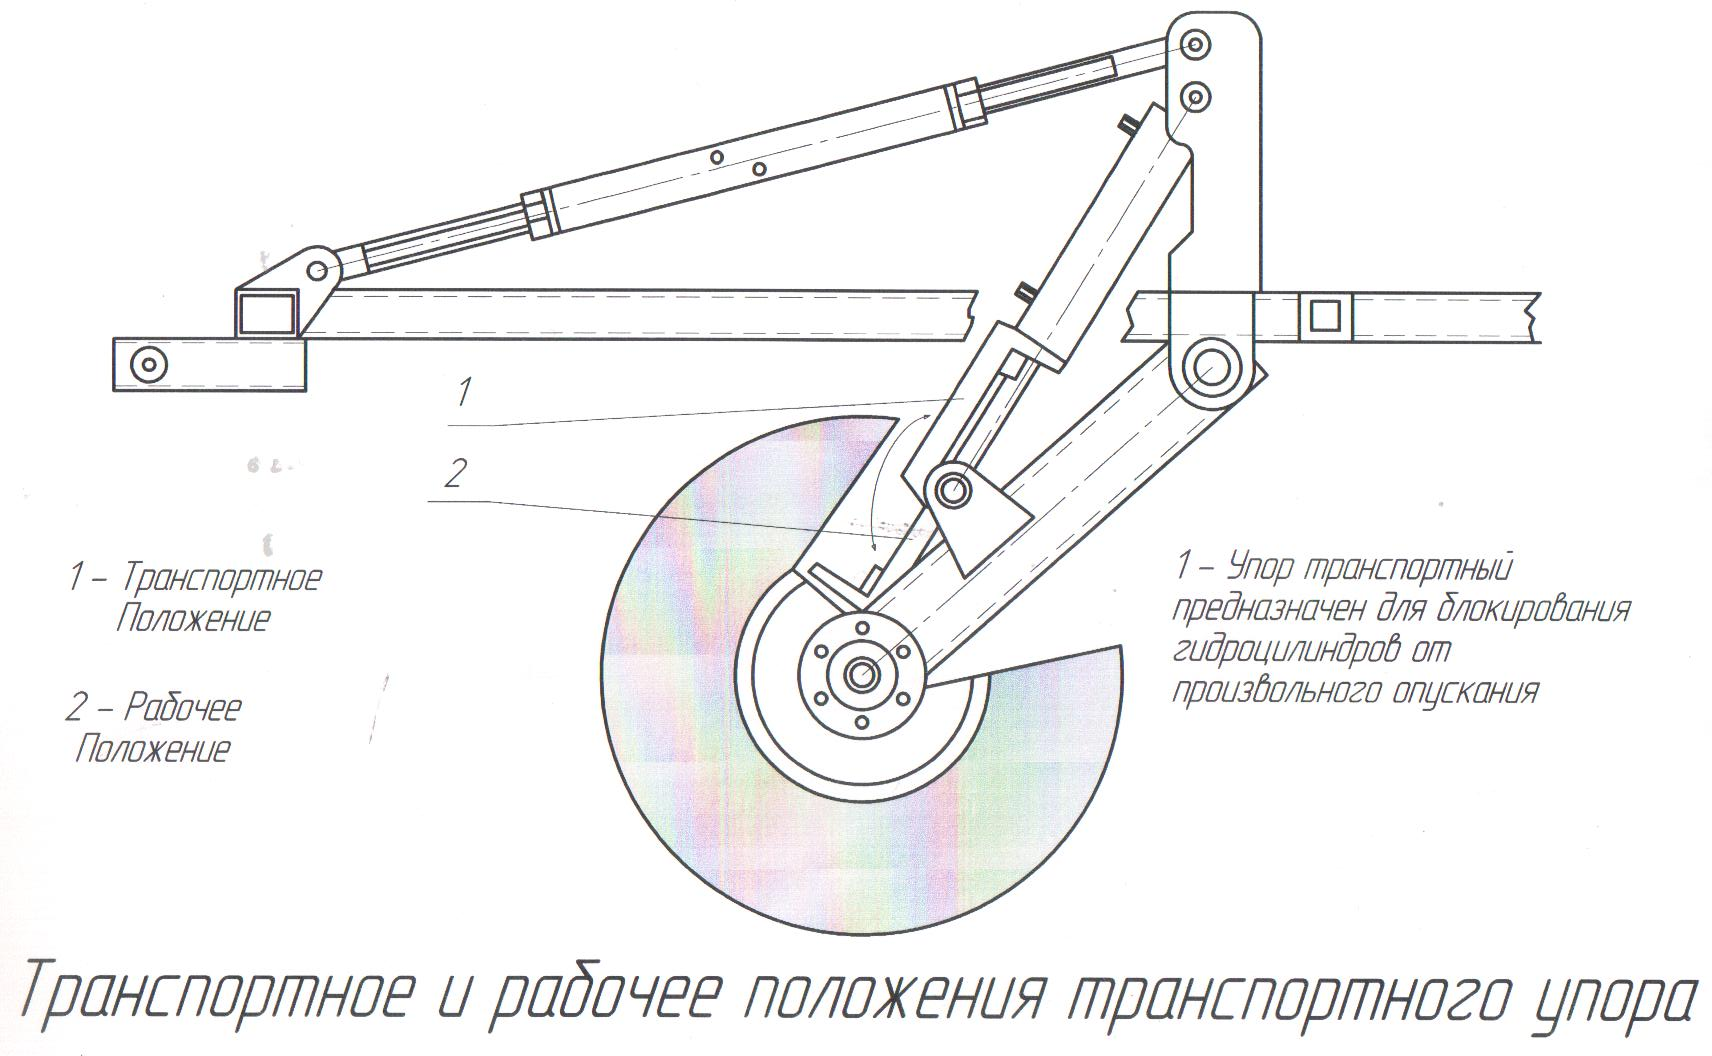 1
2
1 – Транспортное
Положение
2 – Рабочее
Положение
1 – Упор транспортный
предназначен для блокирования
гидроцилиндров от
произвольного опускания
Транспортное и рабочее положения транспортного упора